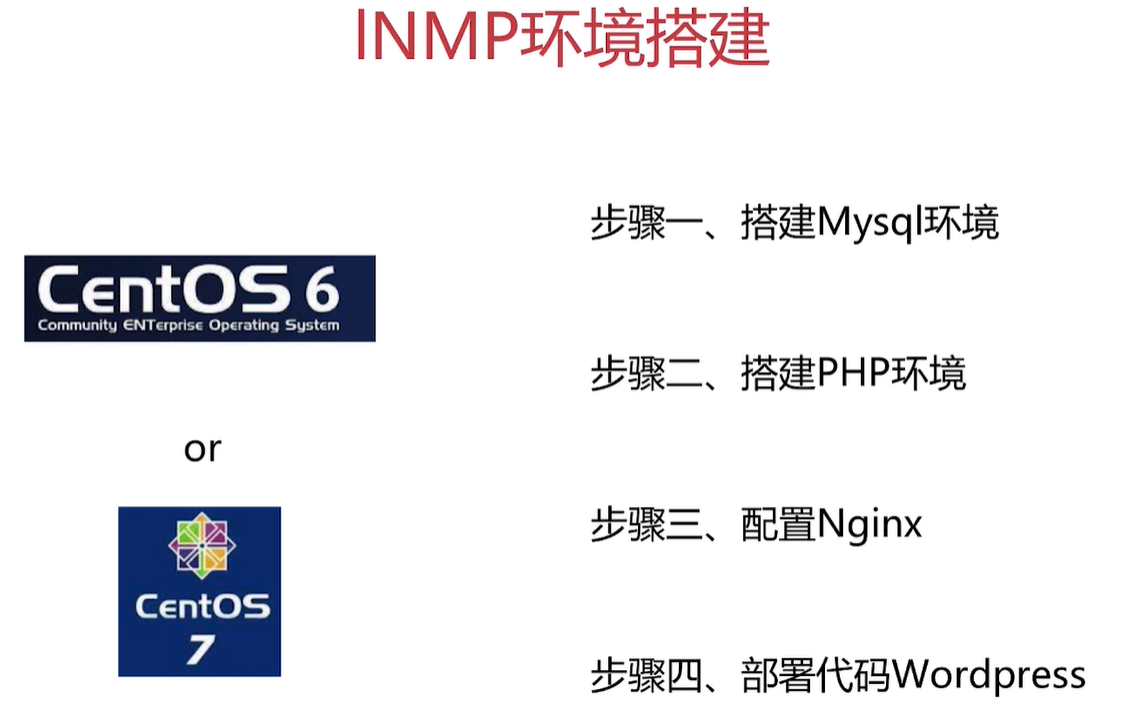 lNMP环境搭建
步骤一、搭建Mysql环境
CentOS 6
Community ENTerprise Operating System
步骤二、搭建PHP环境
or
步骤三、配置Nginx
CentOS
7
步骤四、部署代码Wordpress